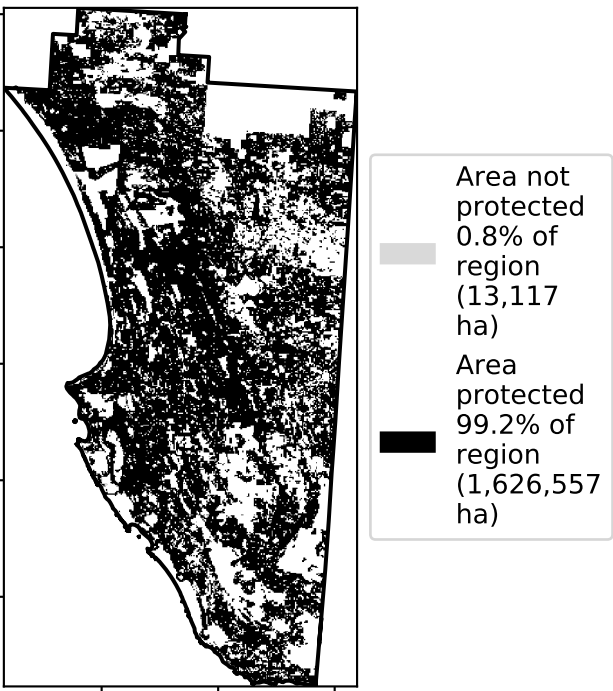 Area not
protected
0.8% of
region
(13,117
ha)
Area
protected
99.2% of
region
(1,626,557
ha)